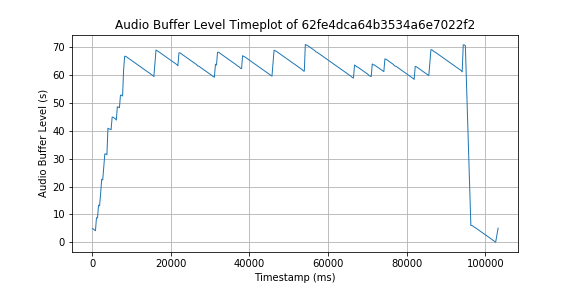 Audio Buffer Level Timeplot of 62fe4dca64b3534a6e7022f2
Audio Buffer Level (s)
70
60
50
40
30
20
10
0
0 20000 40000 60000 80000 100000
Timestamp (ms)